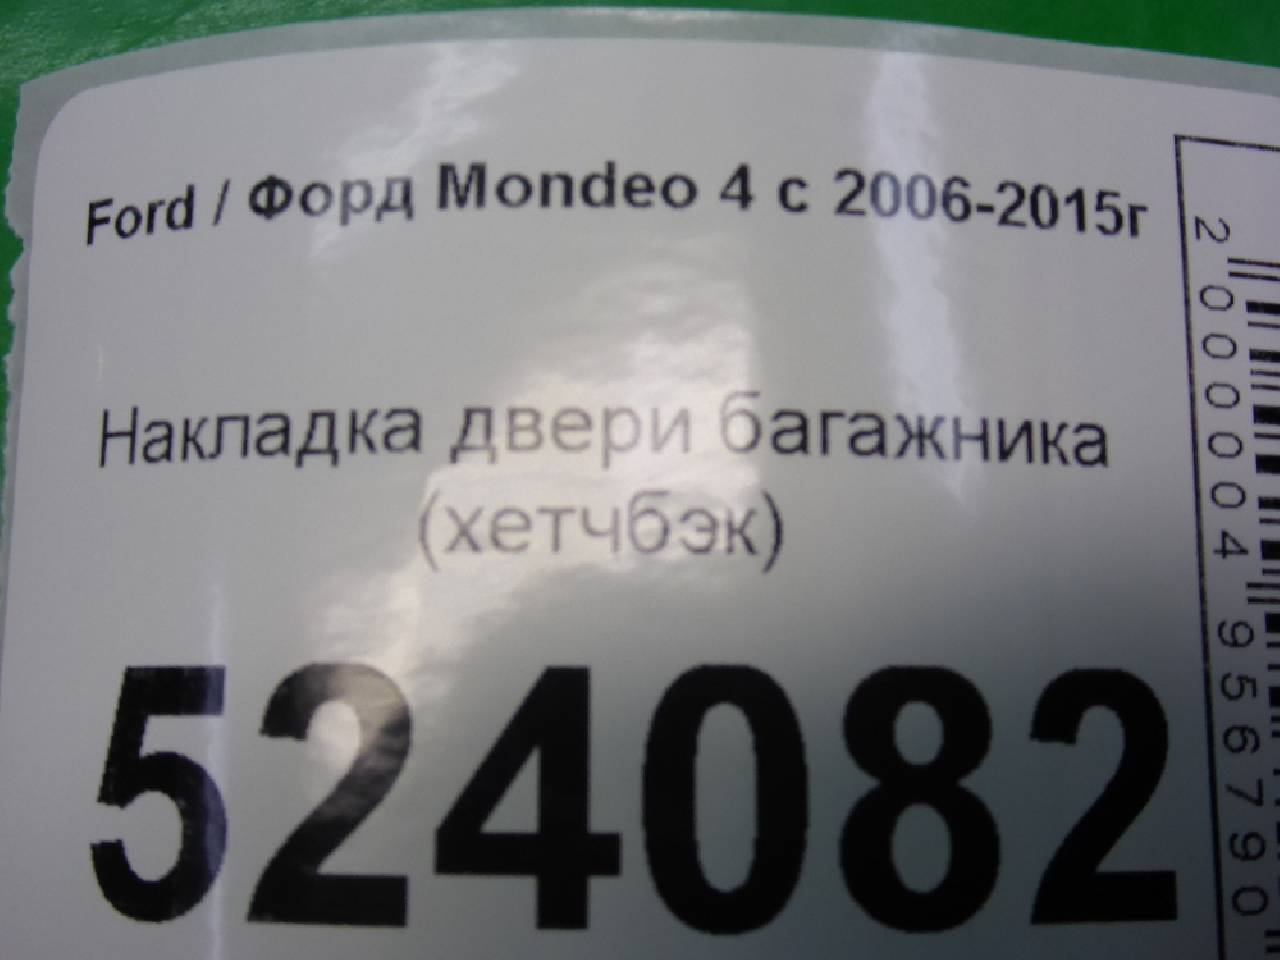 Ford / Форд Mondeo 4 с 2006-2015г
Накладка двери багажника
(хетчбэк)
524082
2000004956790